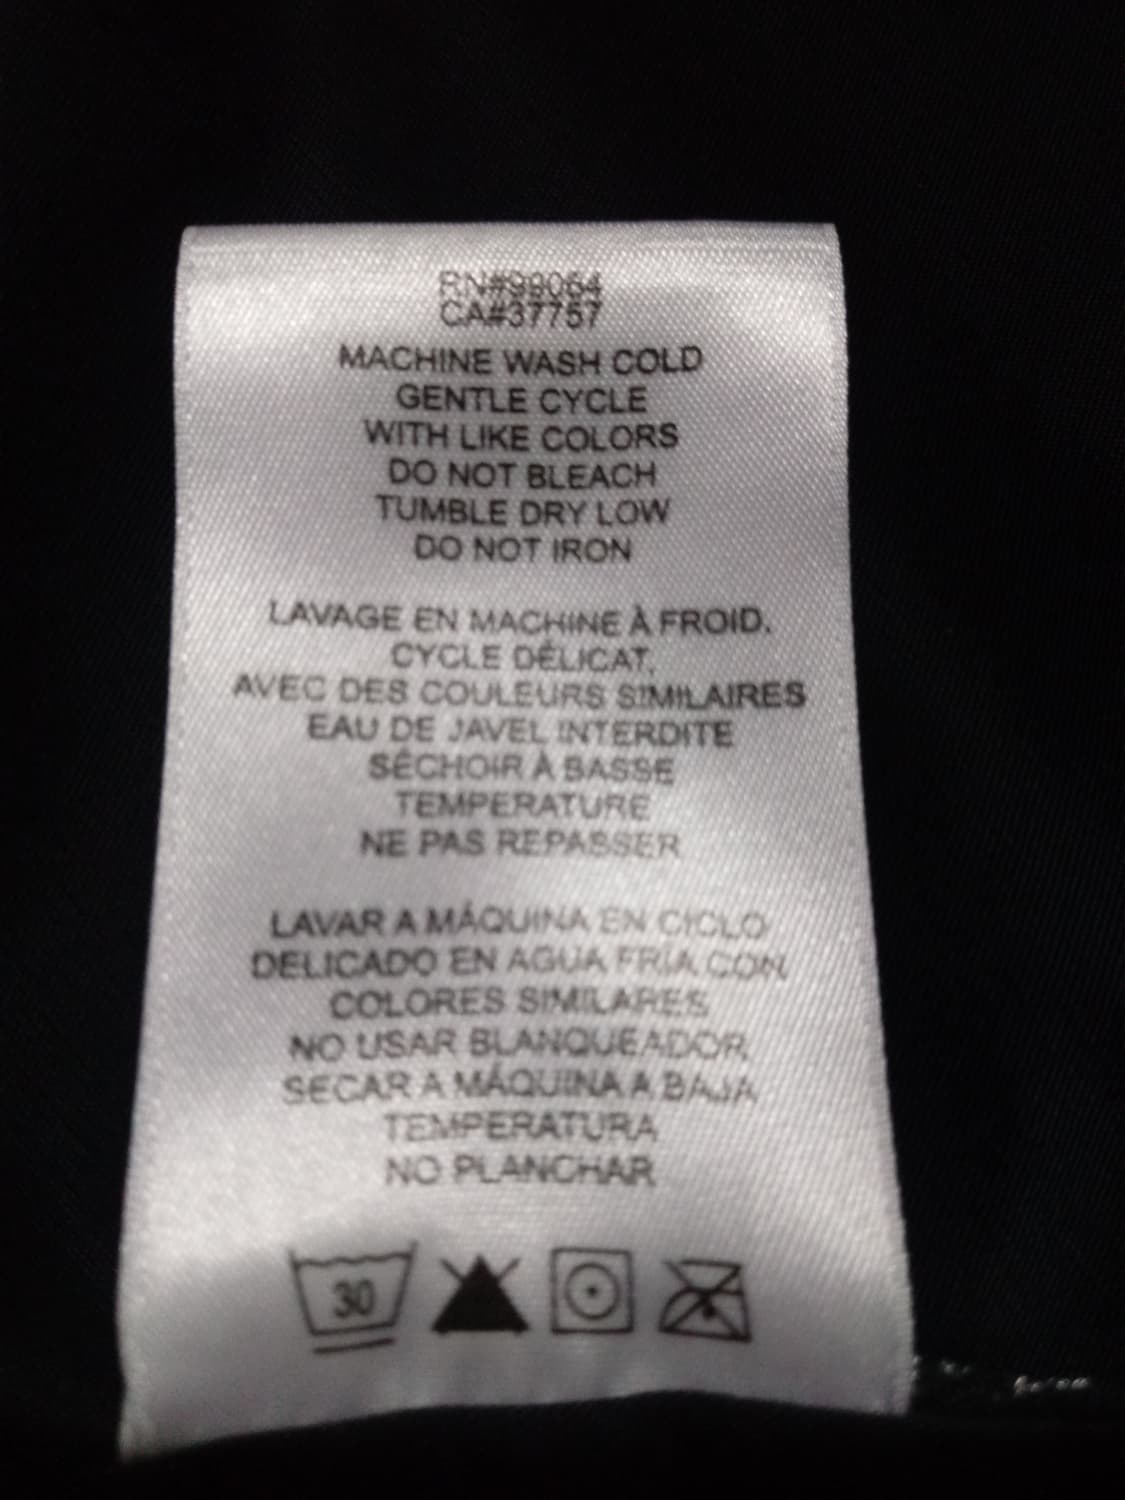 RN#99064
CA#37757
MACHINE WASH COLD
GENTLE CYCLE
WITH LIKE COLORS
DO NOT BLEACH
TUMBLE DRY LOW
DO NOT IRON
LAVAGE EN MACHINE À FROID.
CYCLE DÉLICAT,
AVEC DES COULEURS SIMILAIRES
EAU DE JAVEL INTERDITE
SÉCHOIR À BASSE
TEMPERATURE
NE PAS REPASSER
LAVAR A MÁQUINA EN CICLO
DELICADO EN AGUA FRÍA CON
COLORES SIMILARES
NO USAR BLANQUEADOR
SECAR A MÁQUINA A BAJA
TEMPERATURA
NO PLANCHAR
30